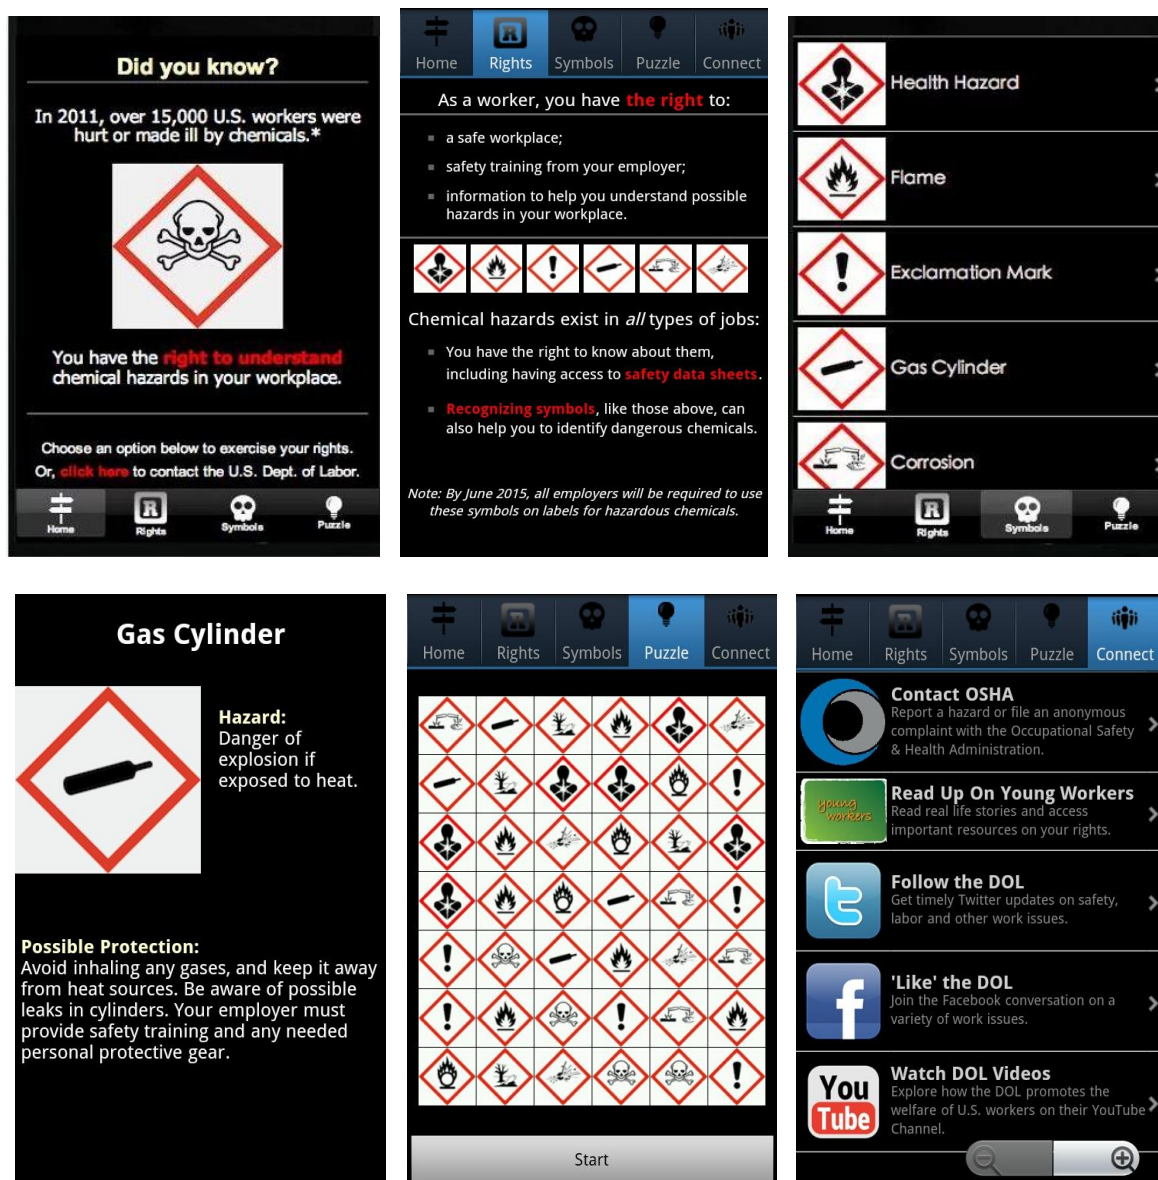 Did you know?
In 2011, over 15,000 U.S. workers were
hurt or made ill by chemicals.*
You have the right to understand
chemical hazards in your workplace.
Choose an option below to exercise your rights.
Or, click here to contact the U.S. Dept. of Labor.
Home Rights Symbols Puzzle
Home Rights Symbols Puzzle Connect
As a worker, you have the right to:
a safe workplace;
safety training from your employer;
information to help you understand possible
hazards in your workplace.
Chemical hazards exist in all types of jobs:
You have the right to know about them,
including having access to safety data sheets.
Recognizing symbols, like those above, can
also help you to identify dangerous chemicals.
Note: By June 2015, all employers will be required to use
these symbols on labels for hazardous chemicals.
Health Hazard
Flame
Exclamation Mark
Gas Cylinder
Corrosion
Home Rights Symbols Puzzle
Gas Cylinder
Hazard:
Danger of
explosion if
exposed to heat.
Possible Protection:
Avoid inhaling any gases, and keep it away
from heat sources. Be aware of possible
leaks in cylinders. Your employer must
provide safety training and any needed
personal protective gear.
Home Rights Symbols Puzzle Connect
Start
Home Rights Symbols Puzzle Connect
Contact OSHA
Report a hazard or file an anonymous
complaint with the Occupational Safety
& Health Administration.
young
workers
Read Up On Young Workers
Read real life stories and access
important resources on your rights.
Follow the DOL
Get timely Twitter updates on safety,
labor and other work issues.
'Like' the DOL
Join the Facebook conversation on a
variety of work issues.
You
Tube
Watch DOL Videos
Explore how the DOL promotes the
welfare of U.S. workers on their YouTube
Channel.